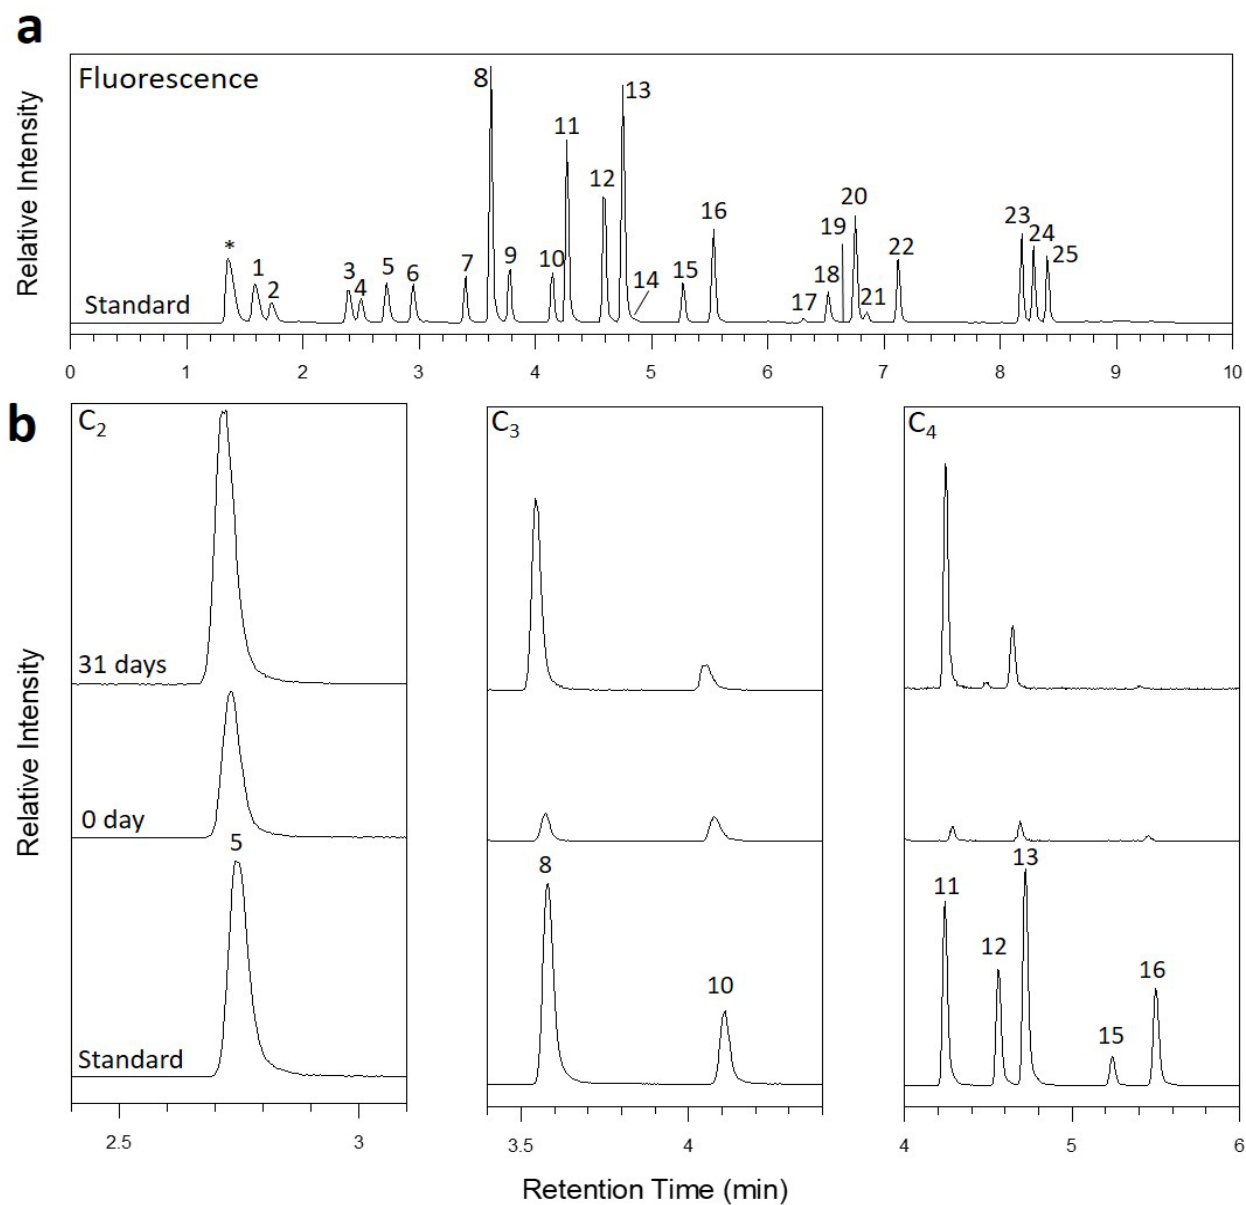 a
Fluorescence
Relative Intensity
Standard
* 1 2 3 4 5 6 7 8 9 10 11 12 13 14 15 16 17 18 19 20 21 22 23 24 25
0 1 2 3 4 5 6 7 8 9 10
b
Relative Intensity
C₂
31 days
0 day
5
Standard
2.5 3
C₃
8
10
3.5 4
C₄
11 12 13 15 16
4 5 6
Retention Time (min)